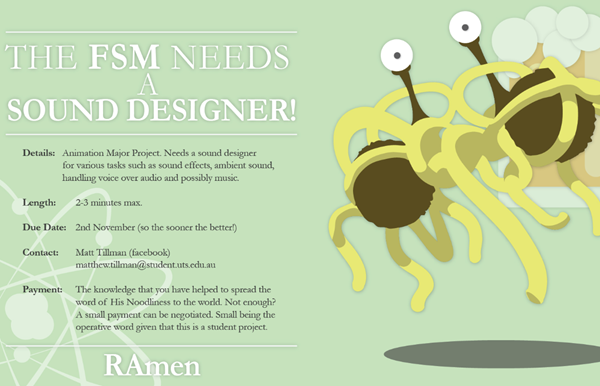 THE FSM NEEDS
A
SOUND DESIGNER!
Details: Animation Major Project. Needs a sound designer
for various tasks such as sound effects, ambient sound,
handling voice over audio and possibly music.
Length: 2-3 minutes max.
Due Date: 2nd November (so the sooner the better!)
Contact: Matt Tillman (facebook)
matthew.tillman@student.uts.edu.au
Payment: The knowledge that you have helped to spread the
word of His Noodliness to the world. Not enough?
A small payment can be negotiated. Small being the
operative word given that this is a student project.
RAmen